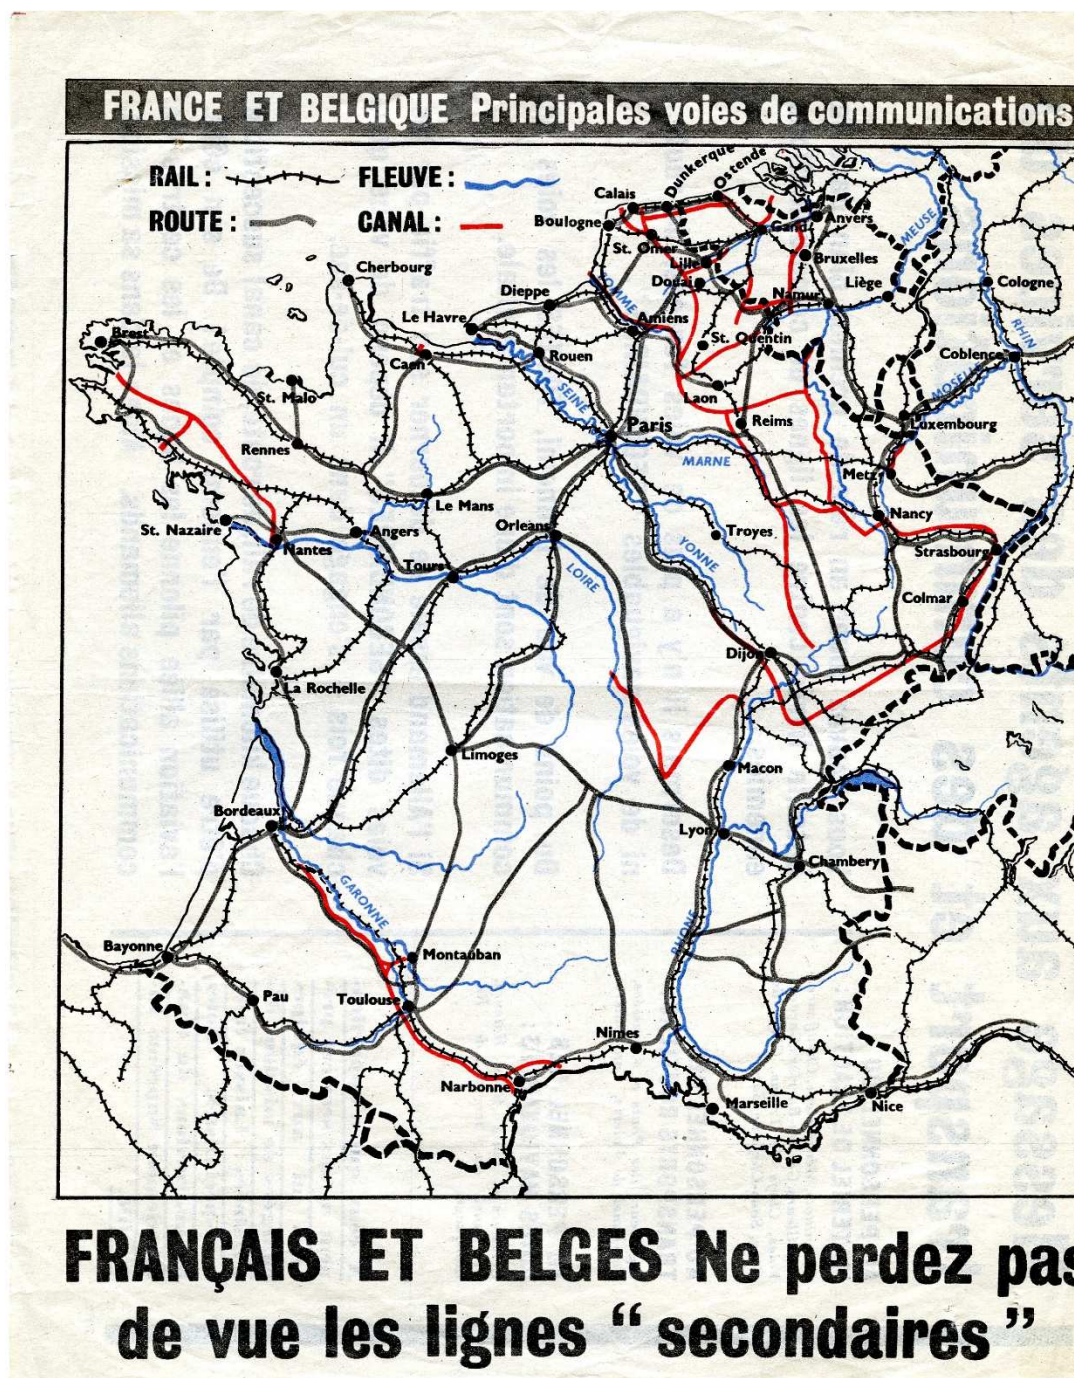 FRANCE ET BELGIQUE Principales voies de communications
RAIL :
FLEUVE :
ROUTE :
CANAL :
Dunkerque
Ostende
Calais
Boulogne
Gand
Anvers
MEUSE
St. Omer
Lille
Bruxelles
Cherbourg
Douai
Liège
Cologne
Dieppe
SOMME
Namur
Le Havre
Amiens
RHIN
Brest
St. Quentin
Caen
Rouen
Coblence
St. Malo
SEINE
Laon
MOSELLE
Reims
Luxembourg
Paris
Rennes
MARNE
Metz
Le Mans
St. Nazaire
Angers
Orleans
Troyes
Nancy
Nantes
Strasbourg
Tours
LOIRE
YONNE
Colmar
Dijon
La Rochelle
Limoges
Macon
Bordeaux
Lyon
Chambery
GARONNE
RHONE
Bayonne
Montauban
Pau
Toulouse
Nimes
Narbonne
Marseille
Nice
FRANÇAIS ET BELGES Ne perdez pas
de vue les lignes “ secondaires ”